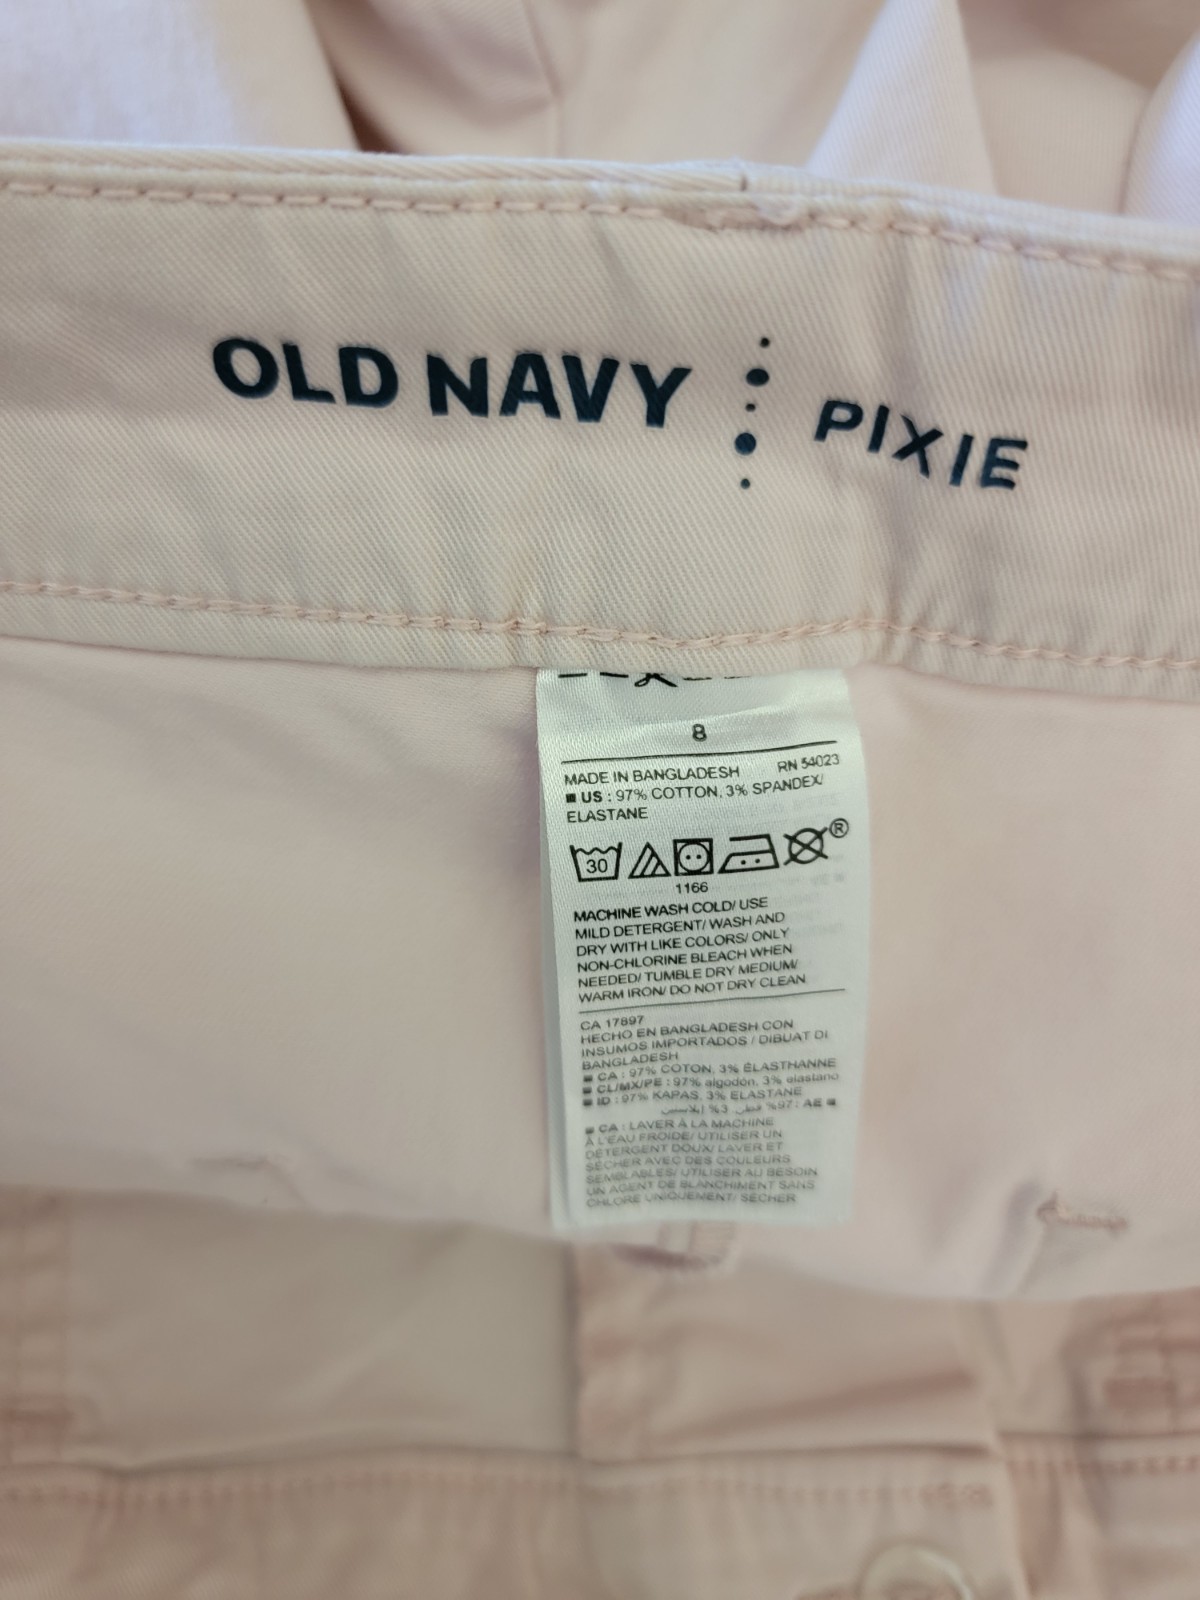 OLD NAVY PIXIE
8
MADE IN BANGLADESH RN 54023
US : 97% COTTON, 3% SPANDEX/
ELASTANE
30
®
1166
MACHINE WASH COLD/ USE
MILD DETERGENT/ WASH AND
DRY WITH LIKE COLORS/ ONLY
NON-CHLORINE BLEACH WHEN
NEEDED/ TUMBLE DRY MEDIUM/
WARM IRON/ DO NOT DRY CLEAN
CA 17897
HECHO EN BANGLADESH CON
INSUMOS IMPORTADOS / DIBUAT DI
BANGLADESH
CA : 97% COTON, 3% ÉLASTHANNE
CL/MX/PE : 97% algodón, 3% elastano
ID : 97% KAPAS, 3% ELASTANE
AE : 97% قطن، 3% إيلاستين
CA : LAVER À LA MACHINE
À L'EAU FROIDE/ UTILISER UN
DÉTERGENT DOUX/ LAVER ET
SÉCHER AVEC DES COULEURS
SEMBLABLES/ UTILISER AU BESOIN
UN AGENT DE BLANCHIMENT SANS
CHLORE UNIQUEMENT/ SÉCHER